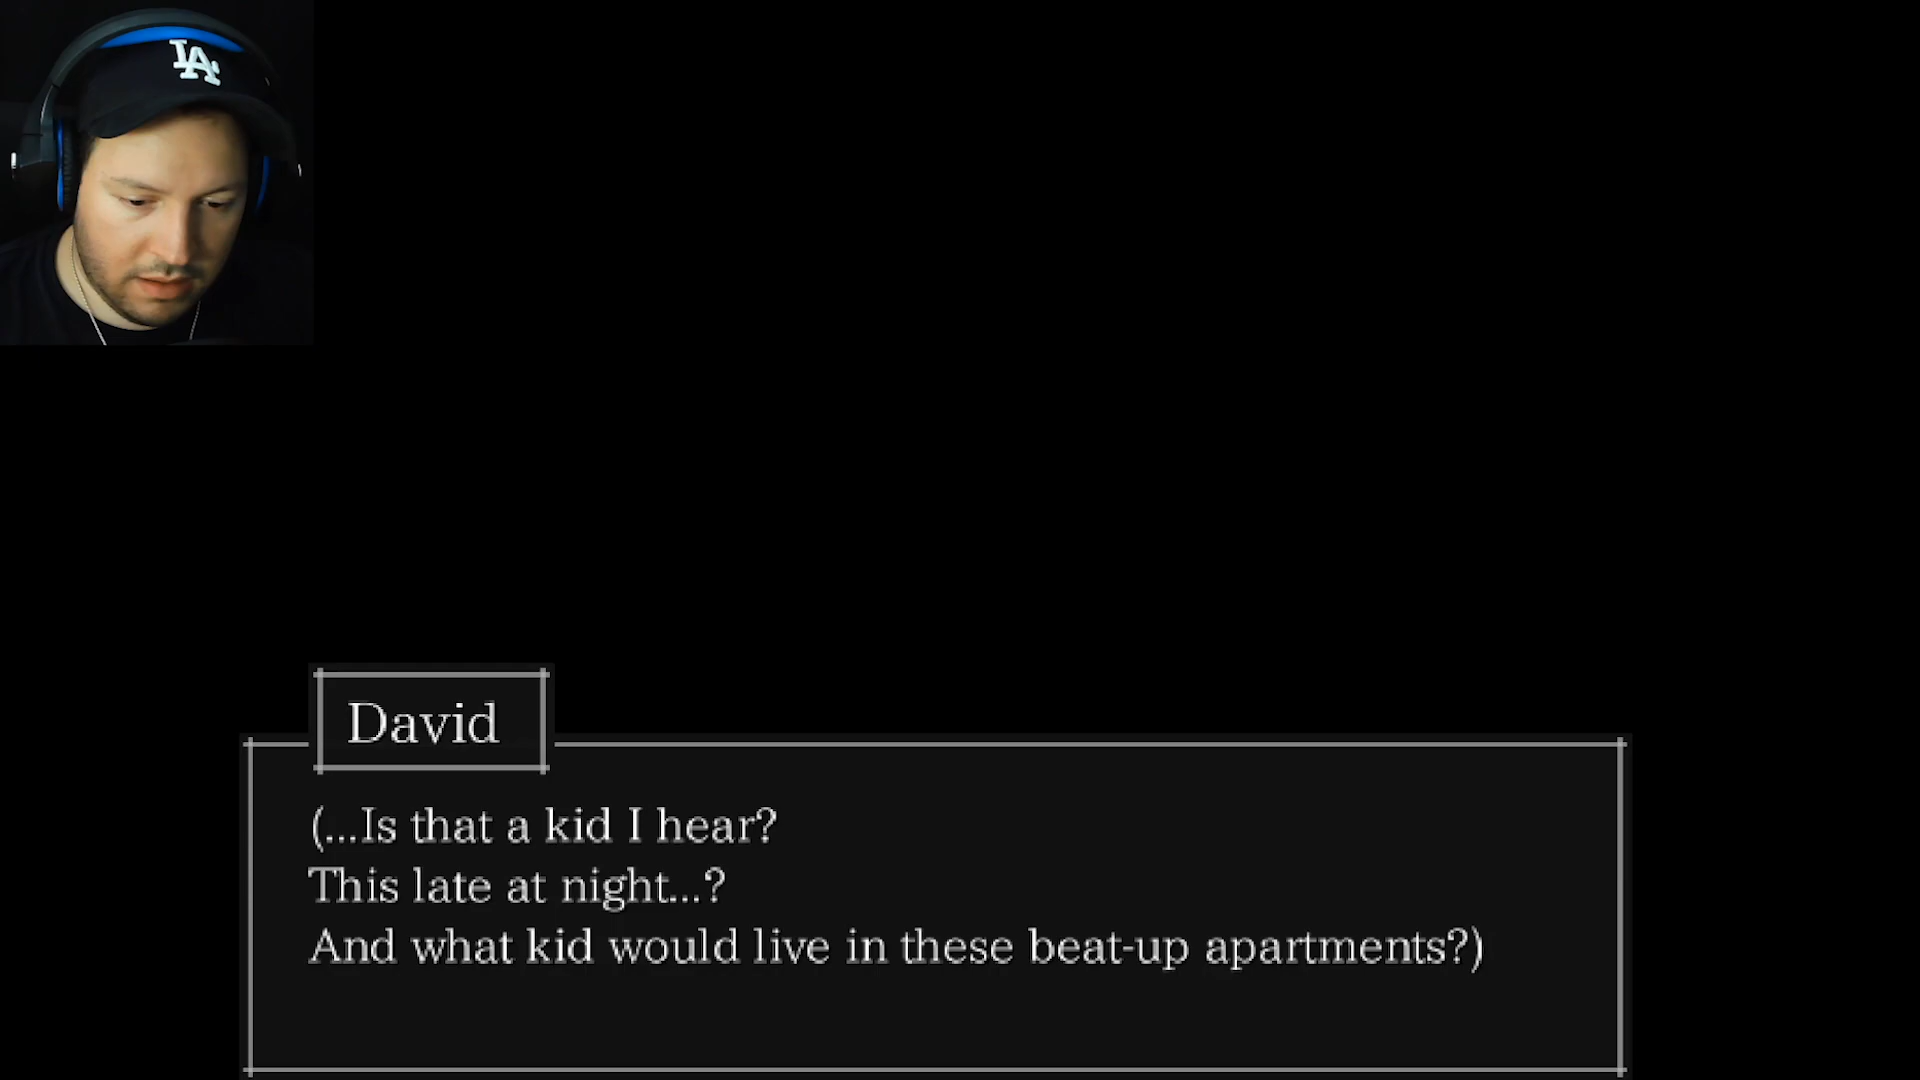 LA
David
(...Is that a kid I hear?
This late at night...?
And what kid would live in these beat-up apartments?)